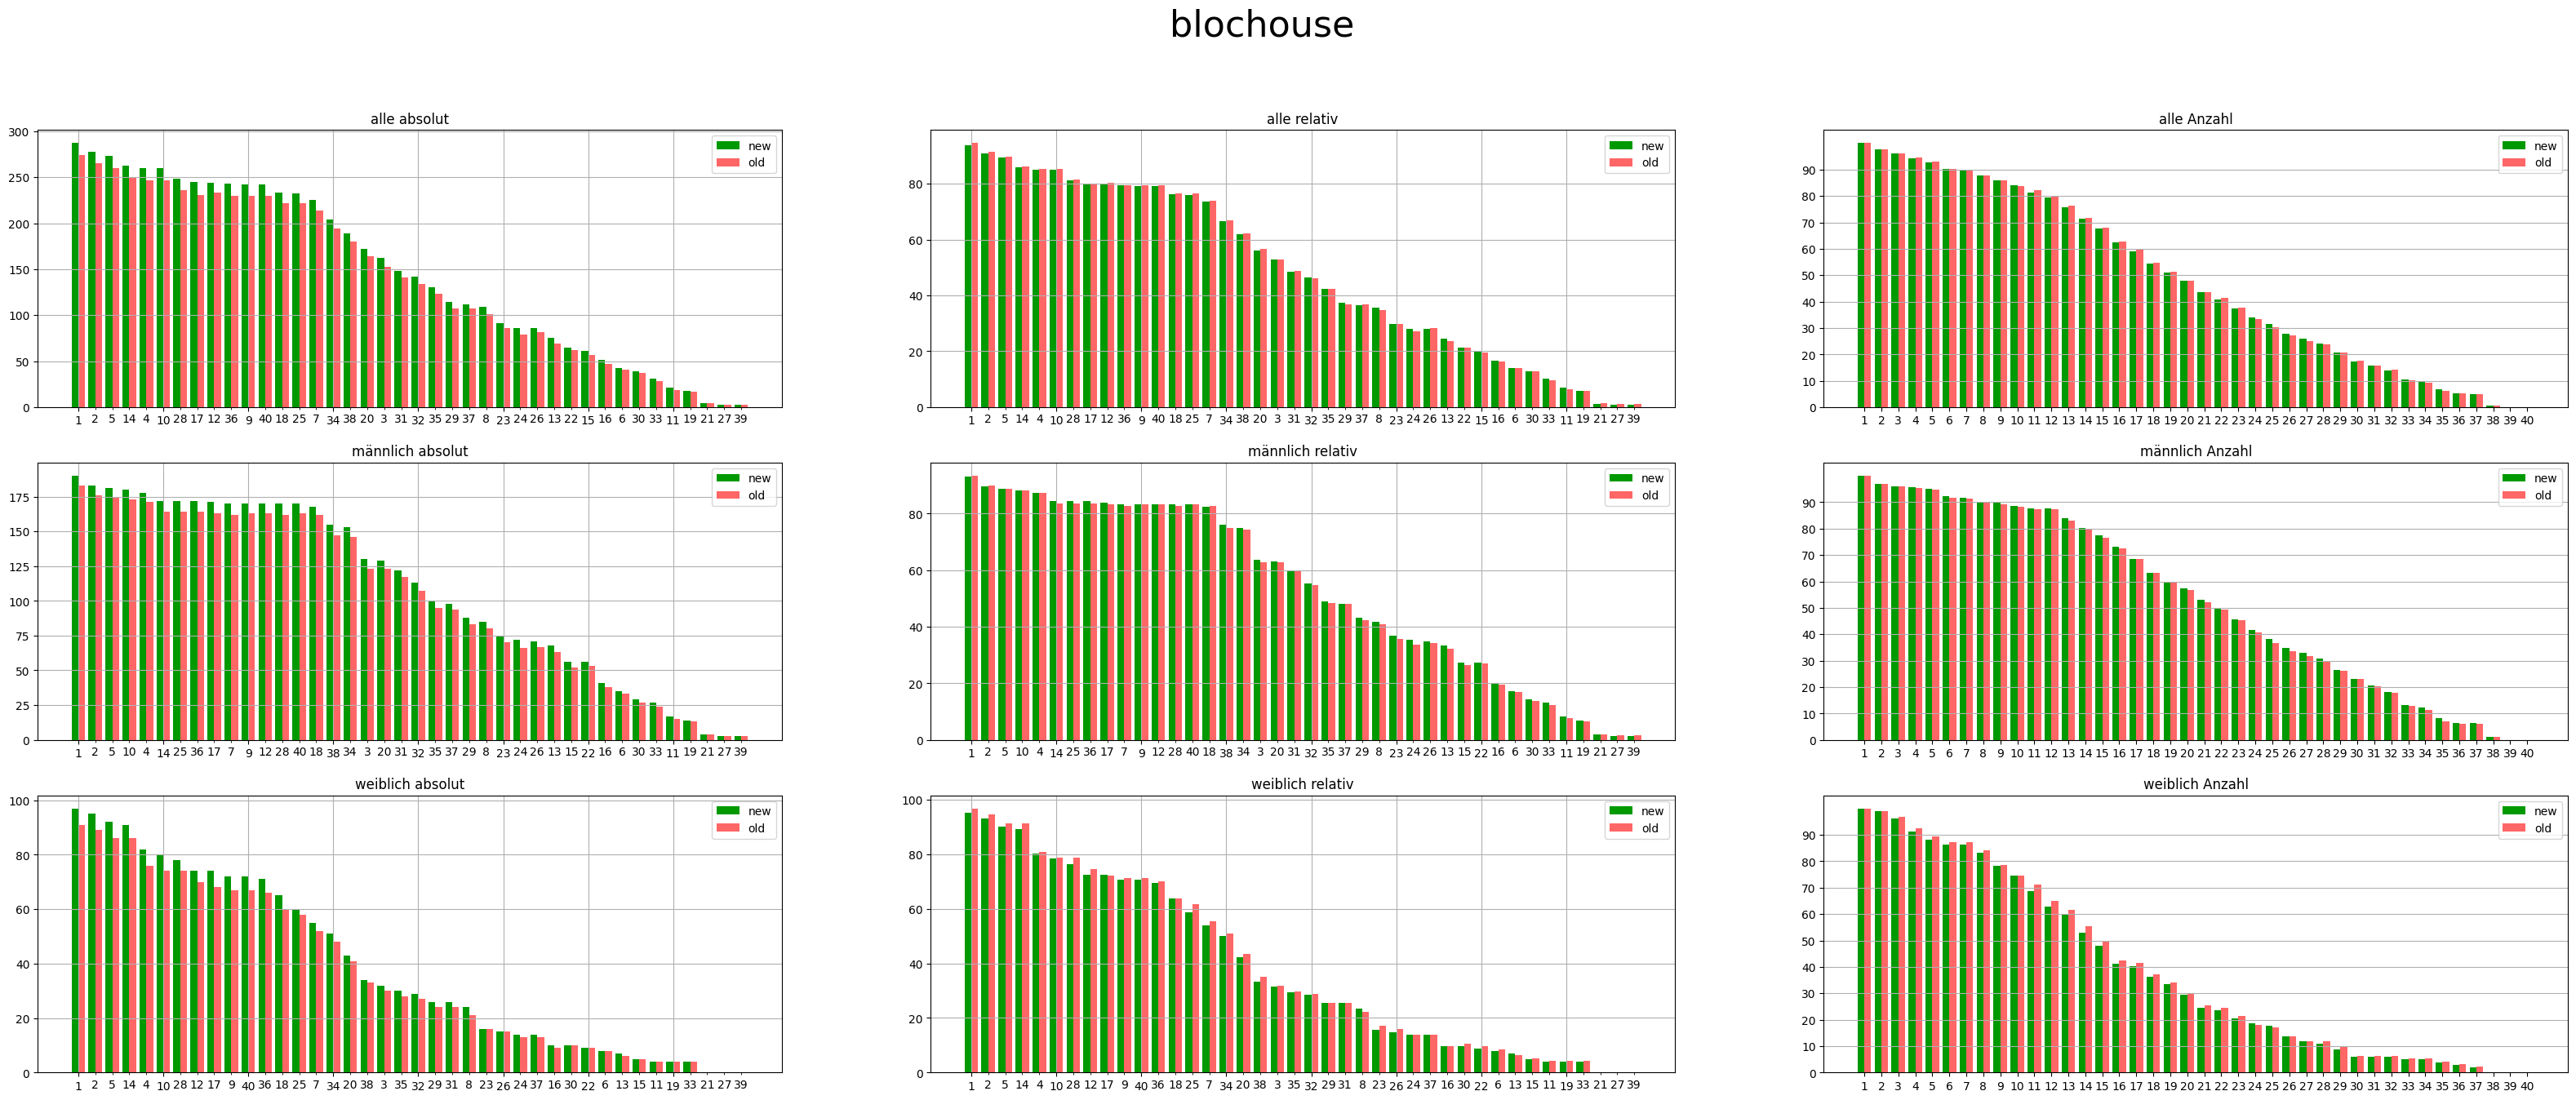 blochouse
alle absolut
300
250
200
150
100
50
0
new
old
1 2 5 14 4 10 28 17 12 36 9 40 18 25 7 34 38 20 3 31 32 35 29 37 8 23 24 26 13 22 15 16 6 30 33 11 19 21 27 39
alle relativ
80
60
40
20
0
new
old
1 2 5 14 4 10 28 17 12 36 9 40 18 25 7 34 38 20 3 31 32 35 29 37 8 23 24 26 13 22 15 16 6 30 33 11 19 21 27 39
alle Anzahl
90
80
70
60
50
40
30
20
10
0
new
old
1 2 3 4 5 6 7 8 9 10 11 12 13 14 15 16 17 18 19 20 21 22 23 24 25 26 27 28 29 30 31 32 33 34 35 36 37 38 39 40
männlich absolut
175
150
125
100
75
50
25
0
new
old
1 2 5 10 4 14 25 36 17 7 9 12 28 40 18 38 34 3 20 31 32 35 37 29 8 23 24 26 13 15 22 16 6 30 33 11 19 21 27 39
männlich relativ
80
60
40
20
0
new
old
1 2 5 10 4 14 25 36 17 7 9 12 28 40 18 38 34 3 20 31 32 35 37 29 8 23 24 26 13 15 22 16 6 30 33 11 19 21 27 39
männlich Anzahl
90
80
70
60
50
40
30
20
10
0
new
old
1 2 3 4 5 6 7 8 9 10 11 12 13 14 15 16 17 18 19 20 21 22 23 24 25 26 27 28 29 30 31 32 33 34 35 36 37 38 39 40
weiblich absolut
100
80
60
40
20
0
new
old
1 2 5 14 4 10 28 12 17 9 40 36 18 25 7 34 20 38 3 35 32 29 31 8 23 26 24 37 16 30 22 6 13 15 11 19 33 21 27 39
weiblich relativ
100
80
60
40
20
0
new
old
1 2 5 14 4 10 28 12 17 9 40 36 18 25 7 34 20 38 3 35 32 29 31 8 23 26 24 37 16 30 22 6 13 15 11 19 33 21 27 39
weiblich Anzahl
90
80
70
60
50
40
30
20
10
0
new
old
1 2 3 4 5 6 7 8 9 10 11 12 13 14 15 16 17 18 19 20 21 22 23 24 25 26 27 28 29 30 31 32 33 34 35 36 37 38 39 40